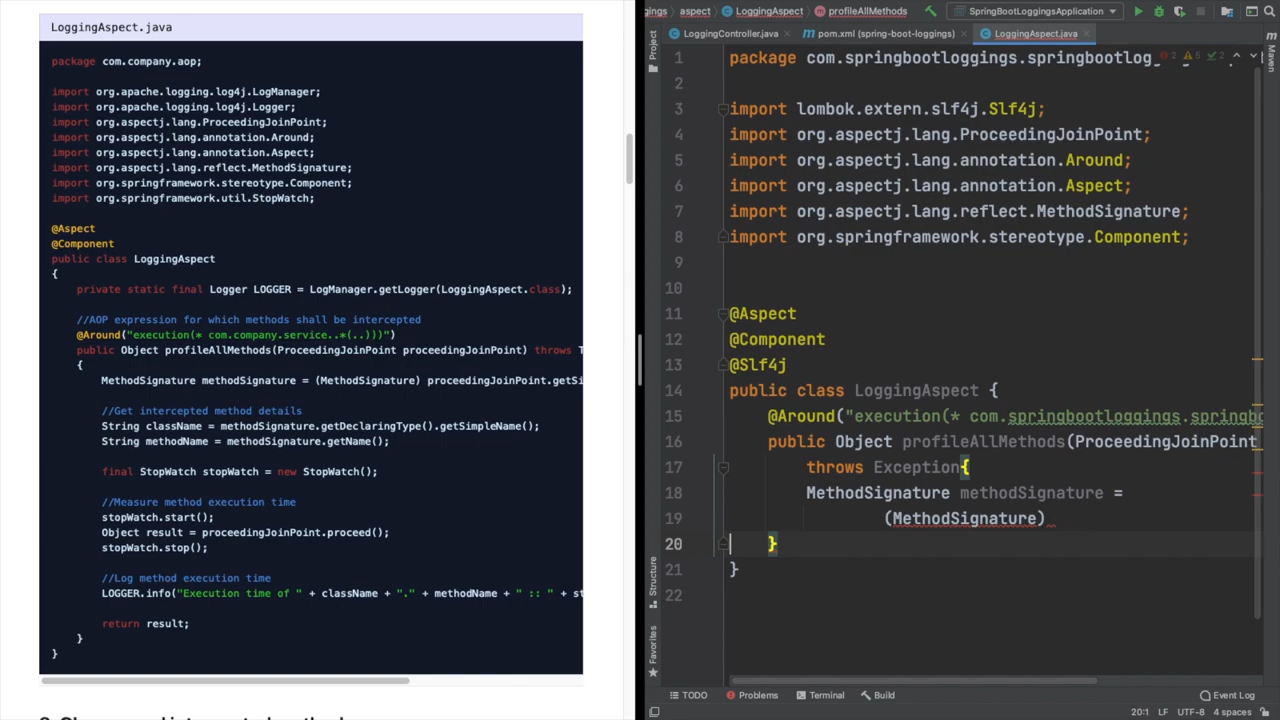 LoggingAspect.java
package com.company.aop;
import org.apache.logging.log4j.LogManager;
import org.apache.logging.log4j.Logger;
import org.aspectj.lang.ProceedingJoinPoint;
import org.aspectj.lang.annotation.Around;
import org.aspectj.lang.annotation.Aspect;
import org.aspectj.lang.reflect.MethodSignature;
import org.springframework.stereotype.Component;
import org.springframework.util.StopWatch;
@Aspect
@Component
public class LoggingAspect
{
private static final Logger LOGGER = LogManager.getLogger(LoggingAspect.class);
//AOP expression for which methods shall be intercepted
@Around("execution(* com.company.service..*(..)))")
public Object profileAllMethods(ProceedingJoinPoint proceedingJoinPoint) throws T
{
MethodSignature methodSignature = (MethodSignature) proceedingJoinPoint.getSi
//Get intercepted method details
String className = methodSignature.getDeclaringType().getSimpleName();
String methodName = methodSignature.getName();
final StopWatch stopWatch = new StopWatch();
//Measure method execution time
stopWatch.start();
Object result = proceedingJoinPoint.proceed();
stopWatch.stop();
//Log method execution time
LOGGER.info("Execution time of " + className + "." + methodName + " :: " + st
return result;
}
}
ngs aspect LoggingAspect profileAllMethods SpringBootLoggingsApplication
LoggingController.java pom.xml (spring-boot-loggings) LoggingAspect.java
Project
Maven
2 5 2
1 package com.springbootloggings.springbootlog
2
3 import lombok.extern.slf4j.Slf4j;
4 import org.aspectj.lang.ProceedingJoinPoint;
5 import org.aspectj.lang.annotation.Around;
6 import org.aspectj.lang.annotation.Aspect;
7 import org.aspectj.lang.reflect.MethodSignature;
8 import org.springframework.stereotype.Component;
9
10
11 @Aspect
12 @Component
13 @Slf4j
14 public class LoggingAspect {
15 @Around("execution(* com.springbootloggings.springbo
16 public Object profileAllMethods(ProceedingJoinPoint
17 throws Exception{
18 MethodSignature methodSignature =
19 (MethodSignature)
20 }
21 }
22
Structure
Favorites
TODO Problems Terminal Build Event Log
20:1 LF UTF-8 4 spaces